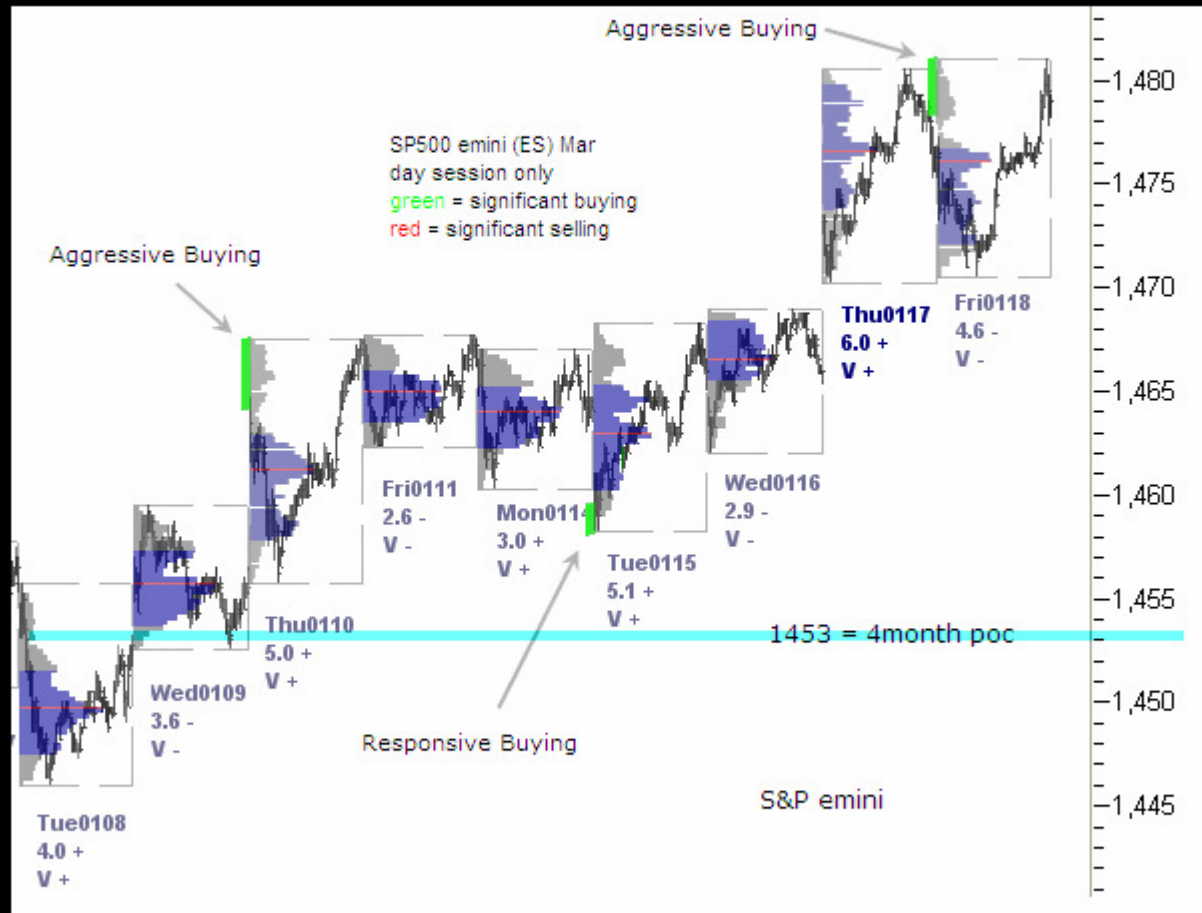 Aggressive Buying
1,480
SP500 emini (ES) Mar
day session only
green = significant buying
red = significant selling
1,475
Aggressive Buying
1,470
Thu0117
6.0 +
V +
Fri0118
4.6 -
V -
1,465
Fri0111
2.6 -
V -
Mon0114
3.0 +
V +
Wed0116
2.9 -
V -
1,460
Tue0115
5.1 +
V +
1,455
Thu0110
5.0 +
V +
1453 = 4month poc
Wed0109
3.6 -
V -
1,450
Responsive Buying
S&P emini
1,445
Tue0108
4.0 +
V +